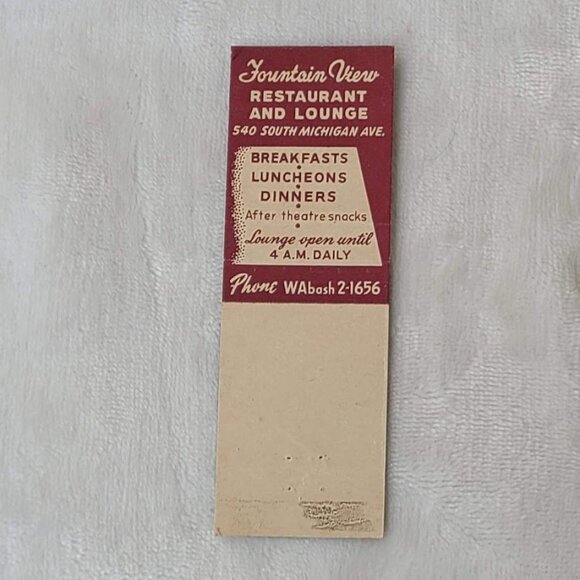 Fountain View
RESTAURANT
AND LOUNGE
540 SOUTH MICHIGAN AVE.
BREAKFASTS
LUNCHEONS
DINNERS
After theatre snacks
Lounge open until
4 A.M. DAILY
Phone WAbash 2-1656